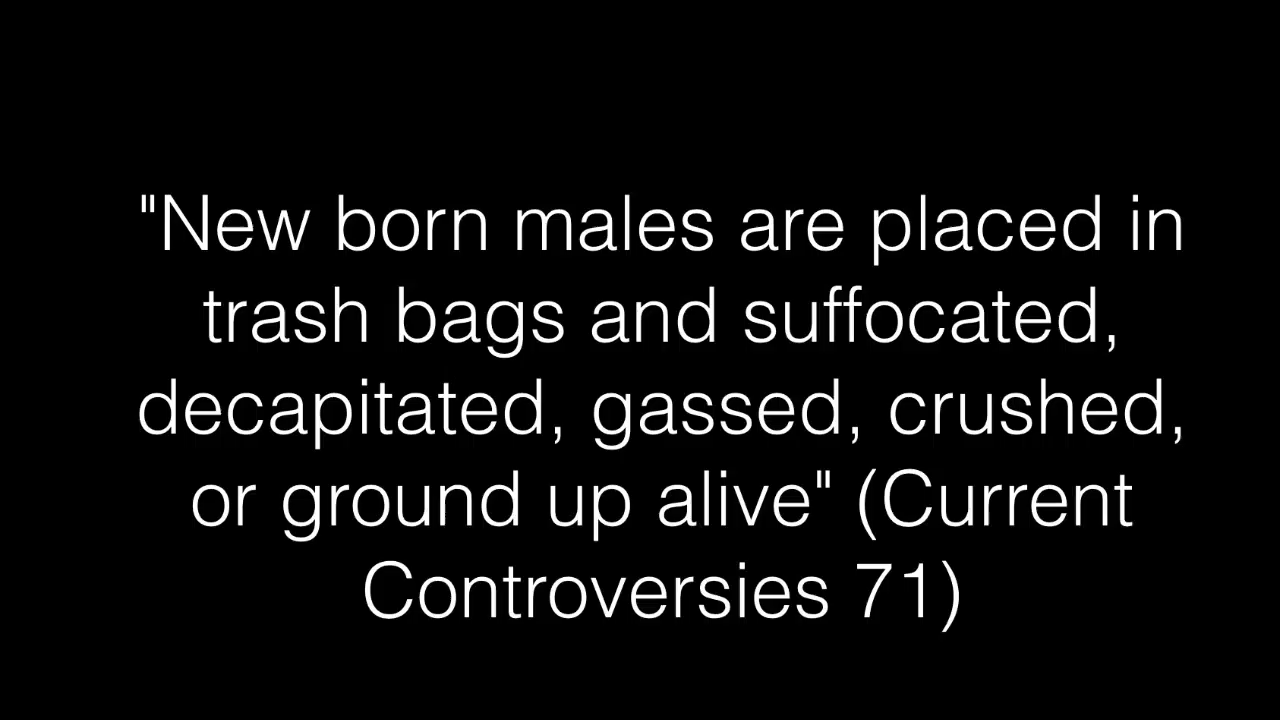 "New born males are placed in
trash bags and suffocated,
decapitated, gassed, crushed,
or ground up alive" (Current
Controversies 71)